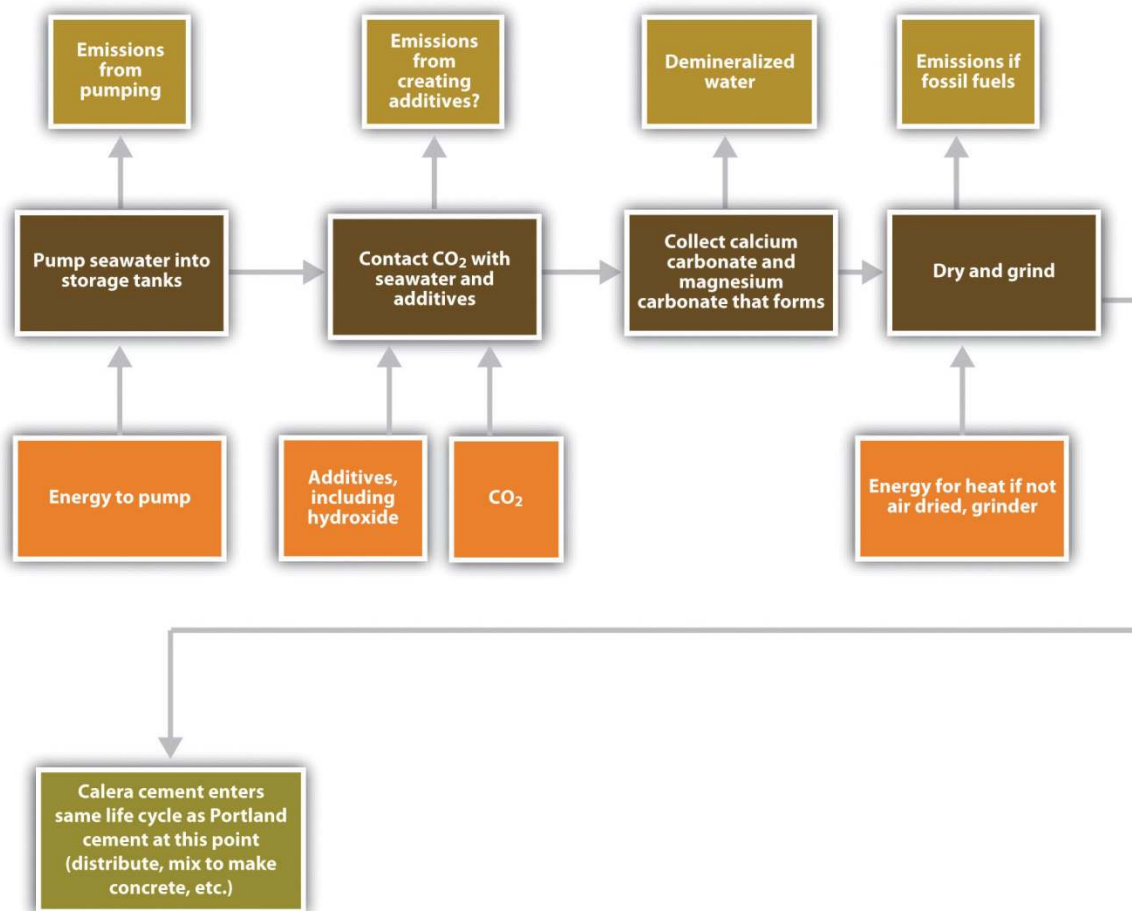 Emissions
from
pumping
Emissions
from
creating
additives?
Demineralized
water
Emissions if
fossil fuels
Pump seawater into
storage tanks
Contact CO₂ with
seawater and
additives
Collect calcium
carbonate and
magnesium
carbonate that forms
Dry and grind
Energy to pump
Additives,
including
hydroxide
CO₂
Energy for heat if not
air dried, grinder
Calera cement enters
same life cycle as Portland
cement at this point
(distribute, mix to make
concrete, etc.)